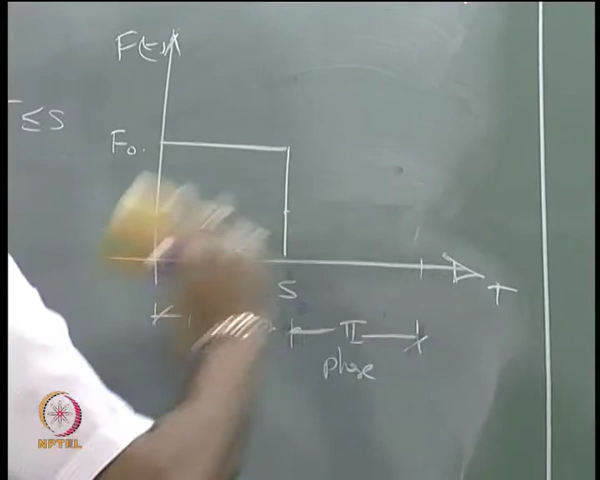 F(t)
T ≤ S
F₀.
S
T
II
phase
NPTEL